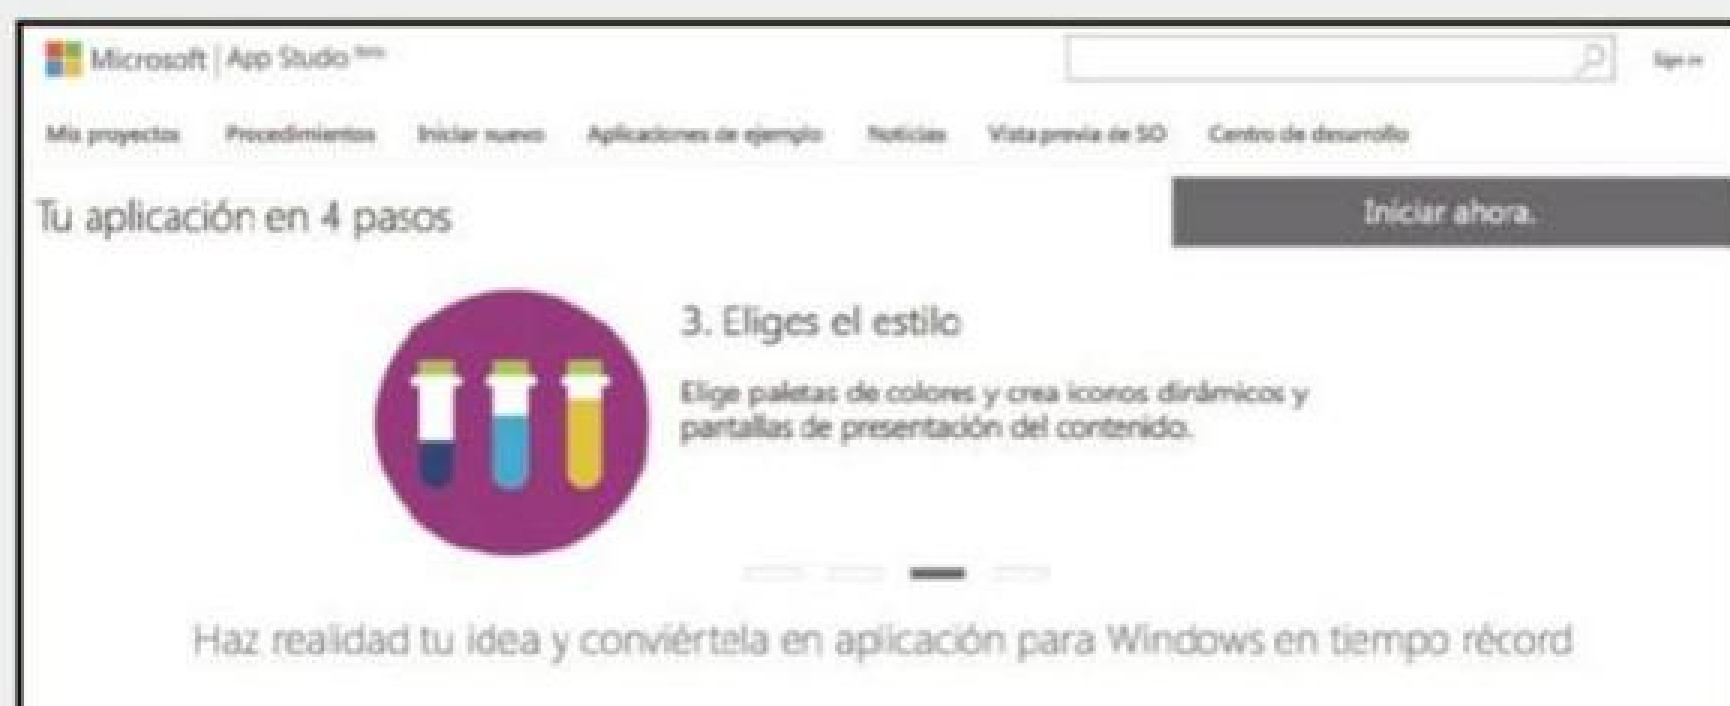 Microsoft | App Studio Beta
Sign in
Mis proyectos Procedimientos Iniciar nuevo Aplicaciones de ejemplo Noticias Vista previa de SO Centro de desarrollo
Tu aplicación en 4 pasos
Iniciar ahora.
3. Eliges el estilo
Elige paletas de colores y crea iconos dinámicos y
pantallas de presentación del contenido.
Haz realidad tu idea y conviértela en aplicación para Windows en tiempo récord